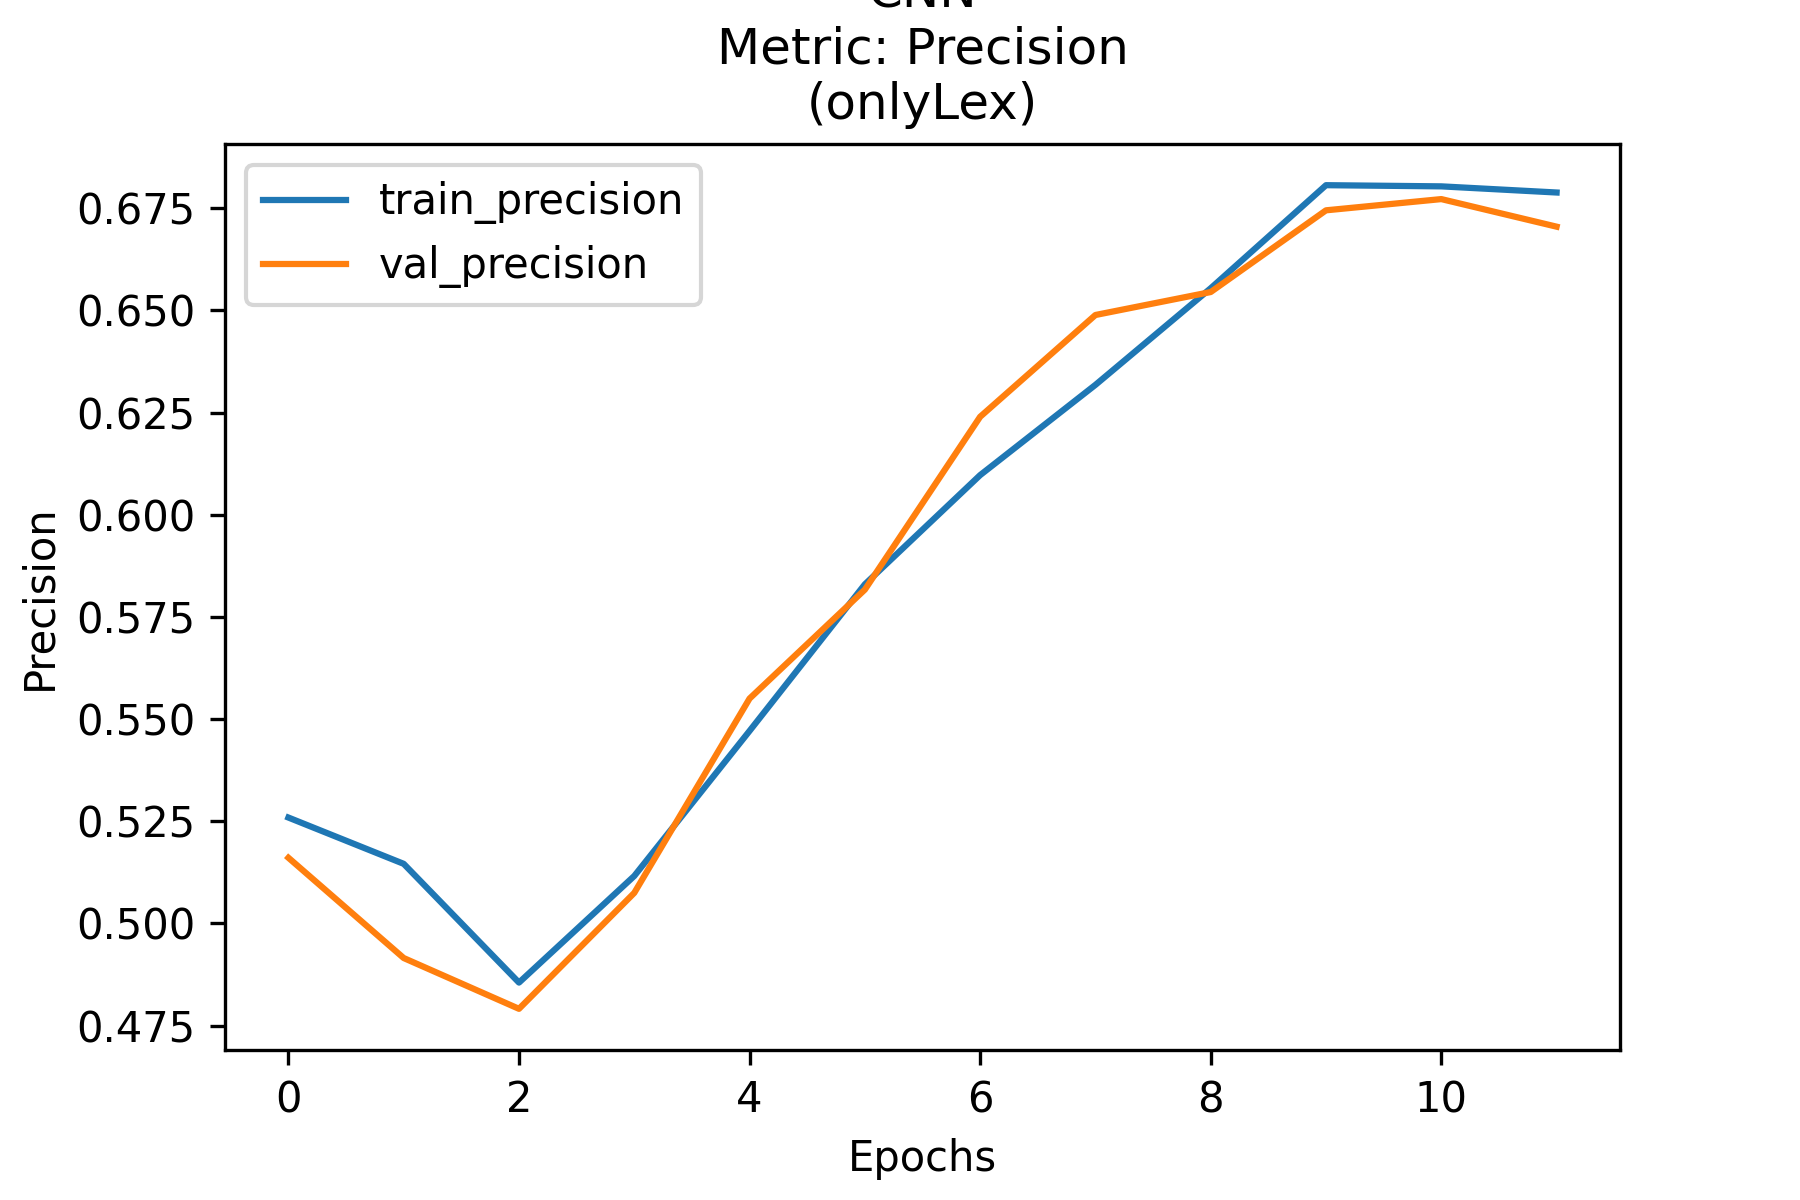 CNN
Metric: Precision
(onlyLex)
train_precision
val_precision
0.675
0.650
0.625
0.600
0.575
0.550
0.525
0.500
0.475
Precision
0 2 4 6 8 10
Epochs